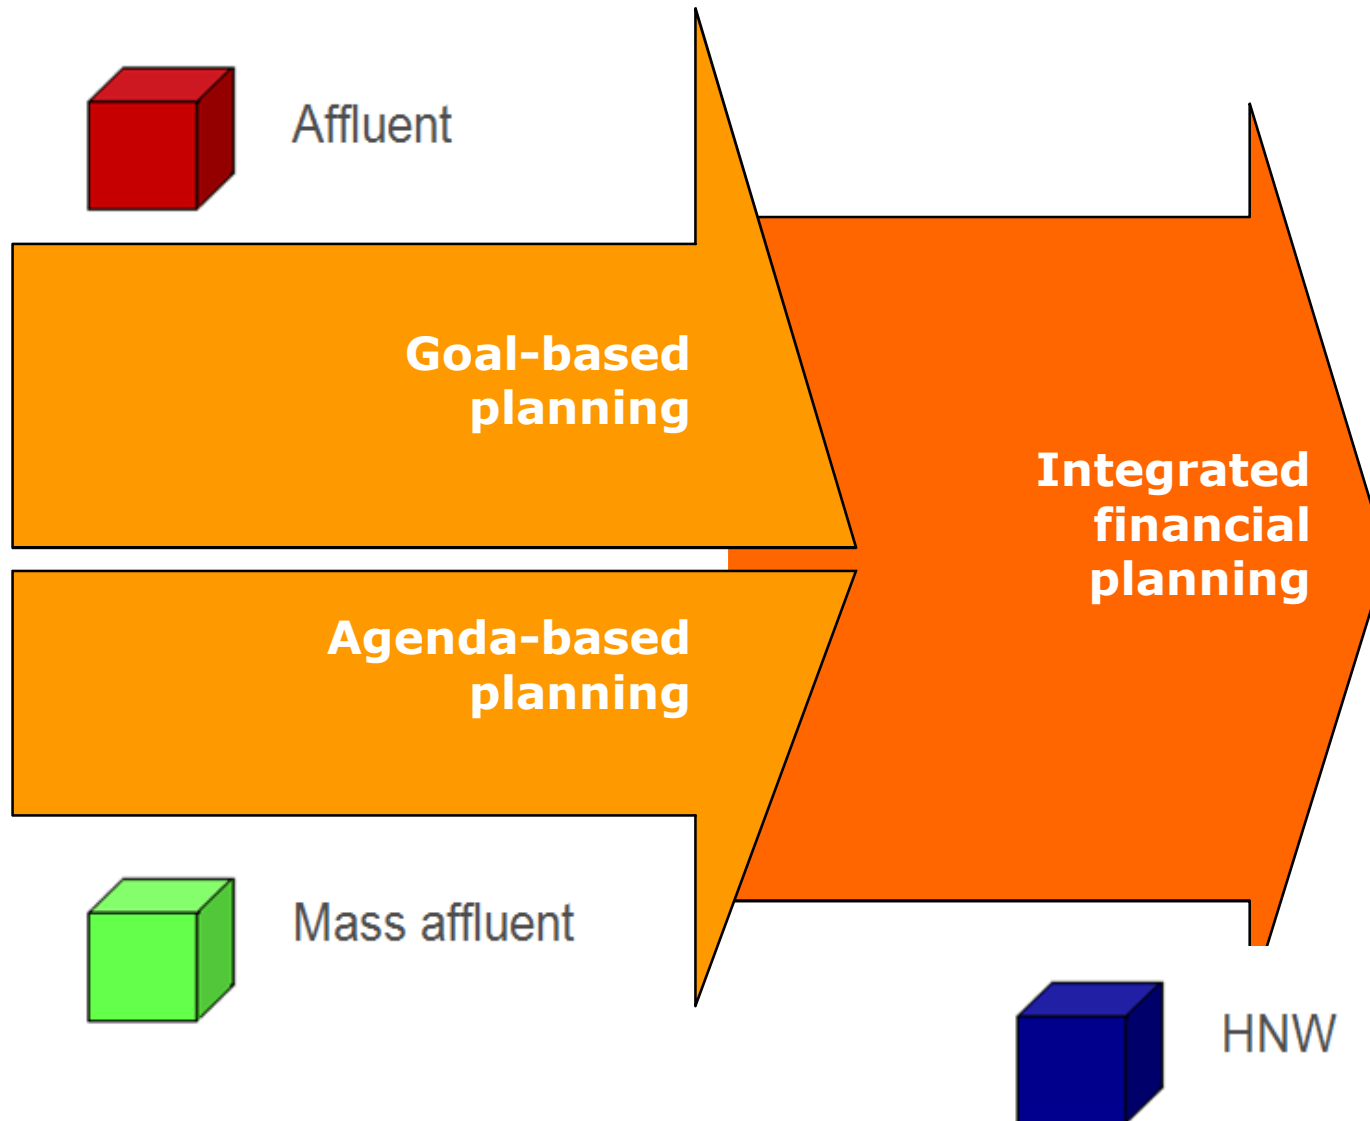 Affluent
Goal-based
planning
Integrated
financial
planning
Agenda-based
planning
Mass affluent
HNW